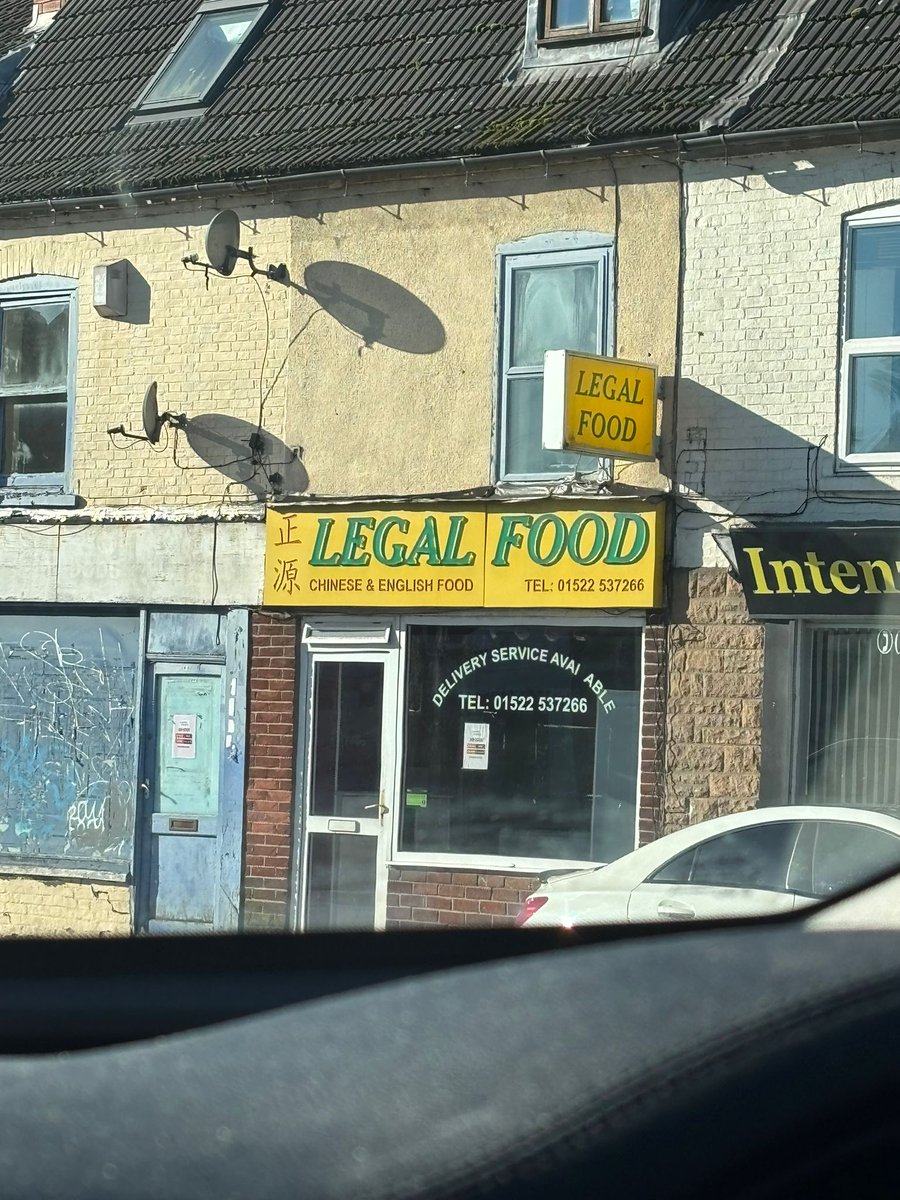 LEGAL
FOOD
正源
LEGAL FOOD
CHINESE & ENGLISH FOOD
TEL: 01522 537266
Inten
DELIVERY SERVICE AVAI ABLE
TEL: 01522 537266